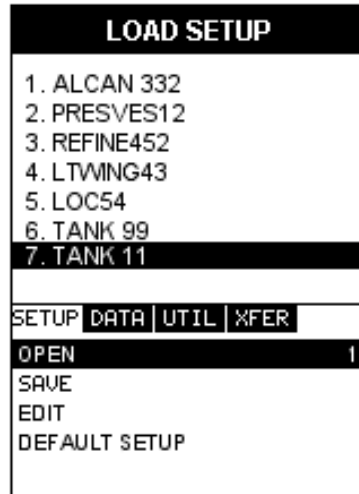 LOAD SETUP
1. ALCAN 332
2. PRESVES12
3. REFINE452
4. LTWING43
5. LOC54
6. TANK 99
7. TANK 11
SETUP DATA UTIL XFER
OPEN 1
SAVE
EDIT
DEFAULT SETUP